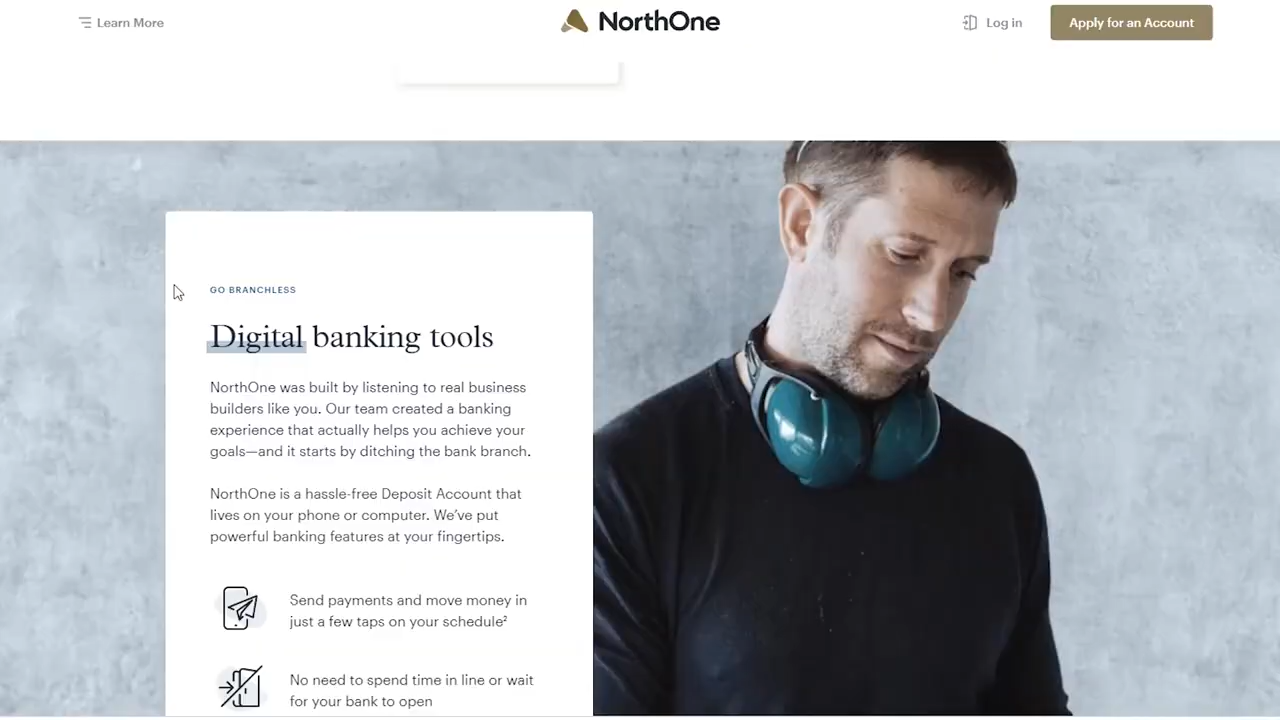 Learn More
NorthOne
Log in
Apply for an Account
GO BRANCHLESS
Digital banking tools
NorthOne was built by listening to real business
builders like you. Our team created a banking
experience that actually helps you achieve your
goals—and it starts by ditching the bank branch.
NorthOne is a hassle-free Deposit Account that
lives on your phone or computer. We’ve put
powerful banking features at your fingertips.
Send payments and move money in
just a few taps on your schedule²
No need to spend time in line or wait
for your bank to open